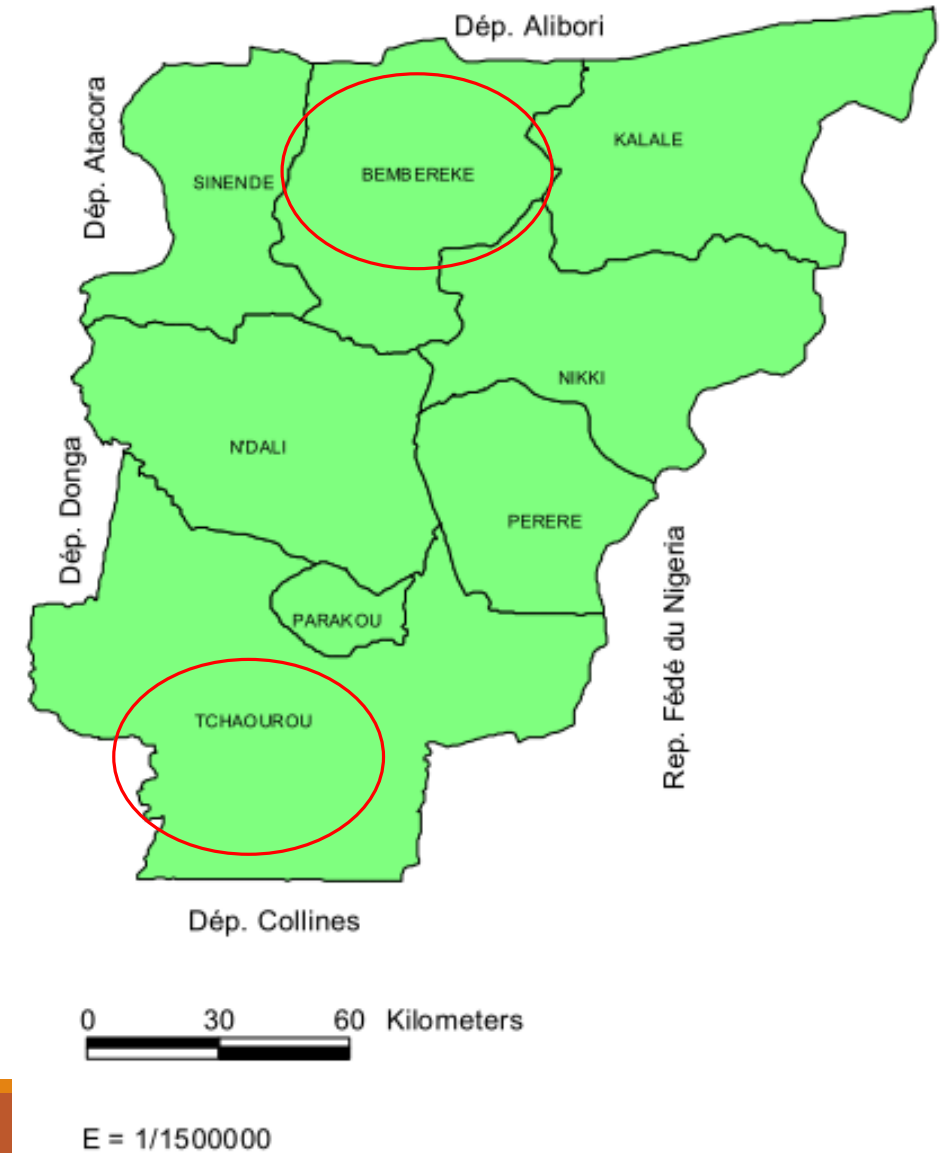 Dép. Alibori
Dép. Atacora
KALALE
BEMBEREKE
SINENDE
NIKKI
N'DALI
Dép. Donga
PERERE
Rep. Fédé du Nigeria
PARAKOU
TCHAOUROU
Dép. Collines
0 30 60 Kilometers
E = 1/1500000